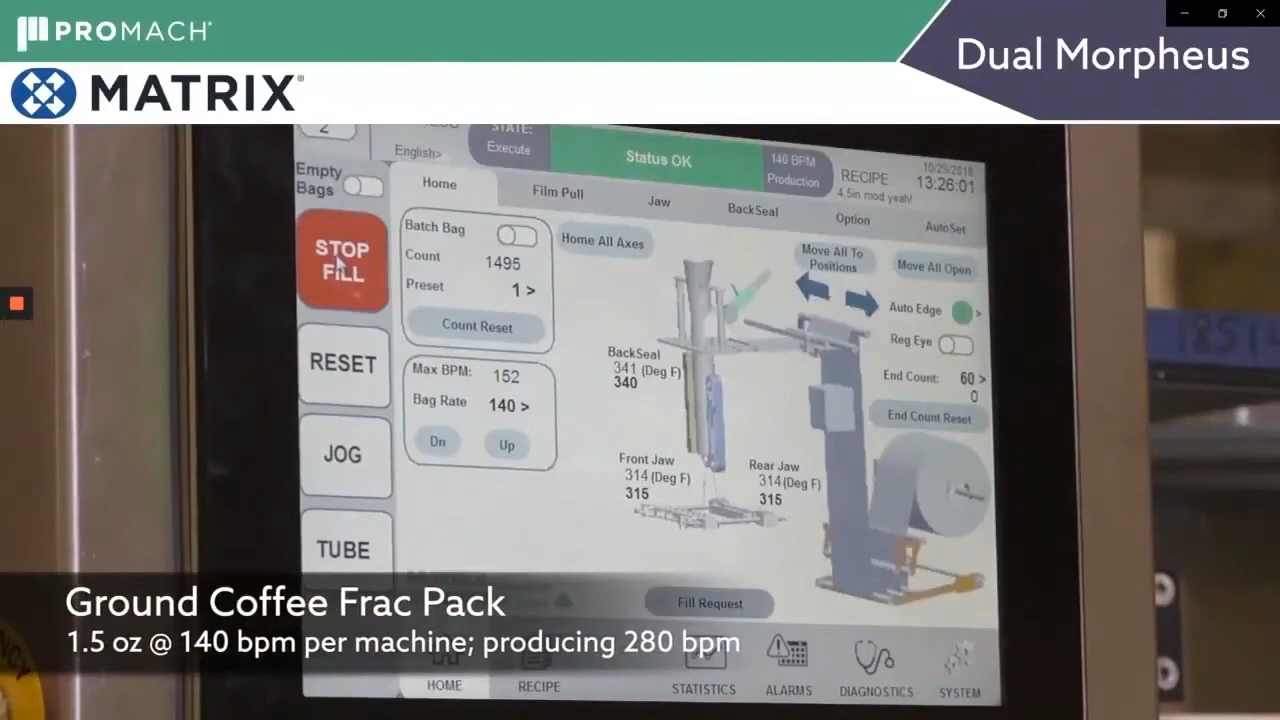 PROMACH®
MATRIX®
Dual Morpheus
2
English>
STATE:
Execute
Status OK
140 BPM
Production
RECIPE
4.5in mod yeah!
10/29/2018
13:26:01
Empty
Bags
Home
Film Pull
Jaw
BackSeal
Option
AutoSet
STOP
FILL
RESET
JOG
TUBE
Batch Bag
Count 1495
Preset 1 >
Count Reset
Max BPM: 152
Bag Rate 140 >
Dn Up
Home All Axes
Move All To
Positions
Move All Open
Auto Edge >
Reg Eye
End Count: 60 >
0
End Count Reset
BackSeal
341 (Deg F)
340
Front Jaw
314 (Deg F)
315
Rear Jaw
314 (Deg F)
315
Fill Request
Ground Coffee Frac Pack
1.5 oz @ 140 bpm per machine; producing 280 bpm
HOME
RECIPE
STATISTICS
ALARMS
DIAGNOSTICS
SYSTEM